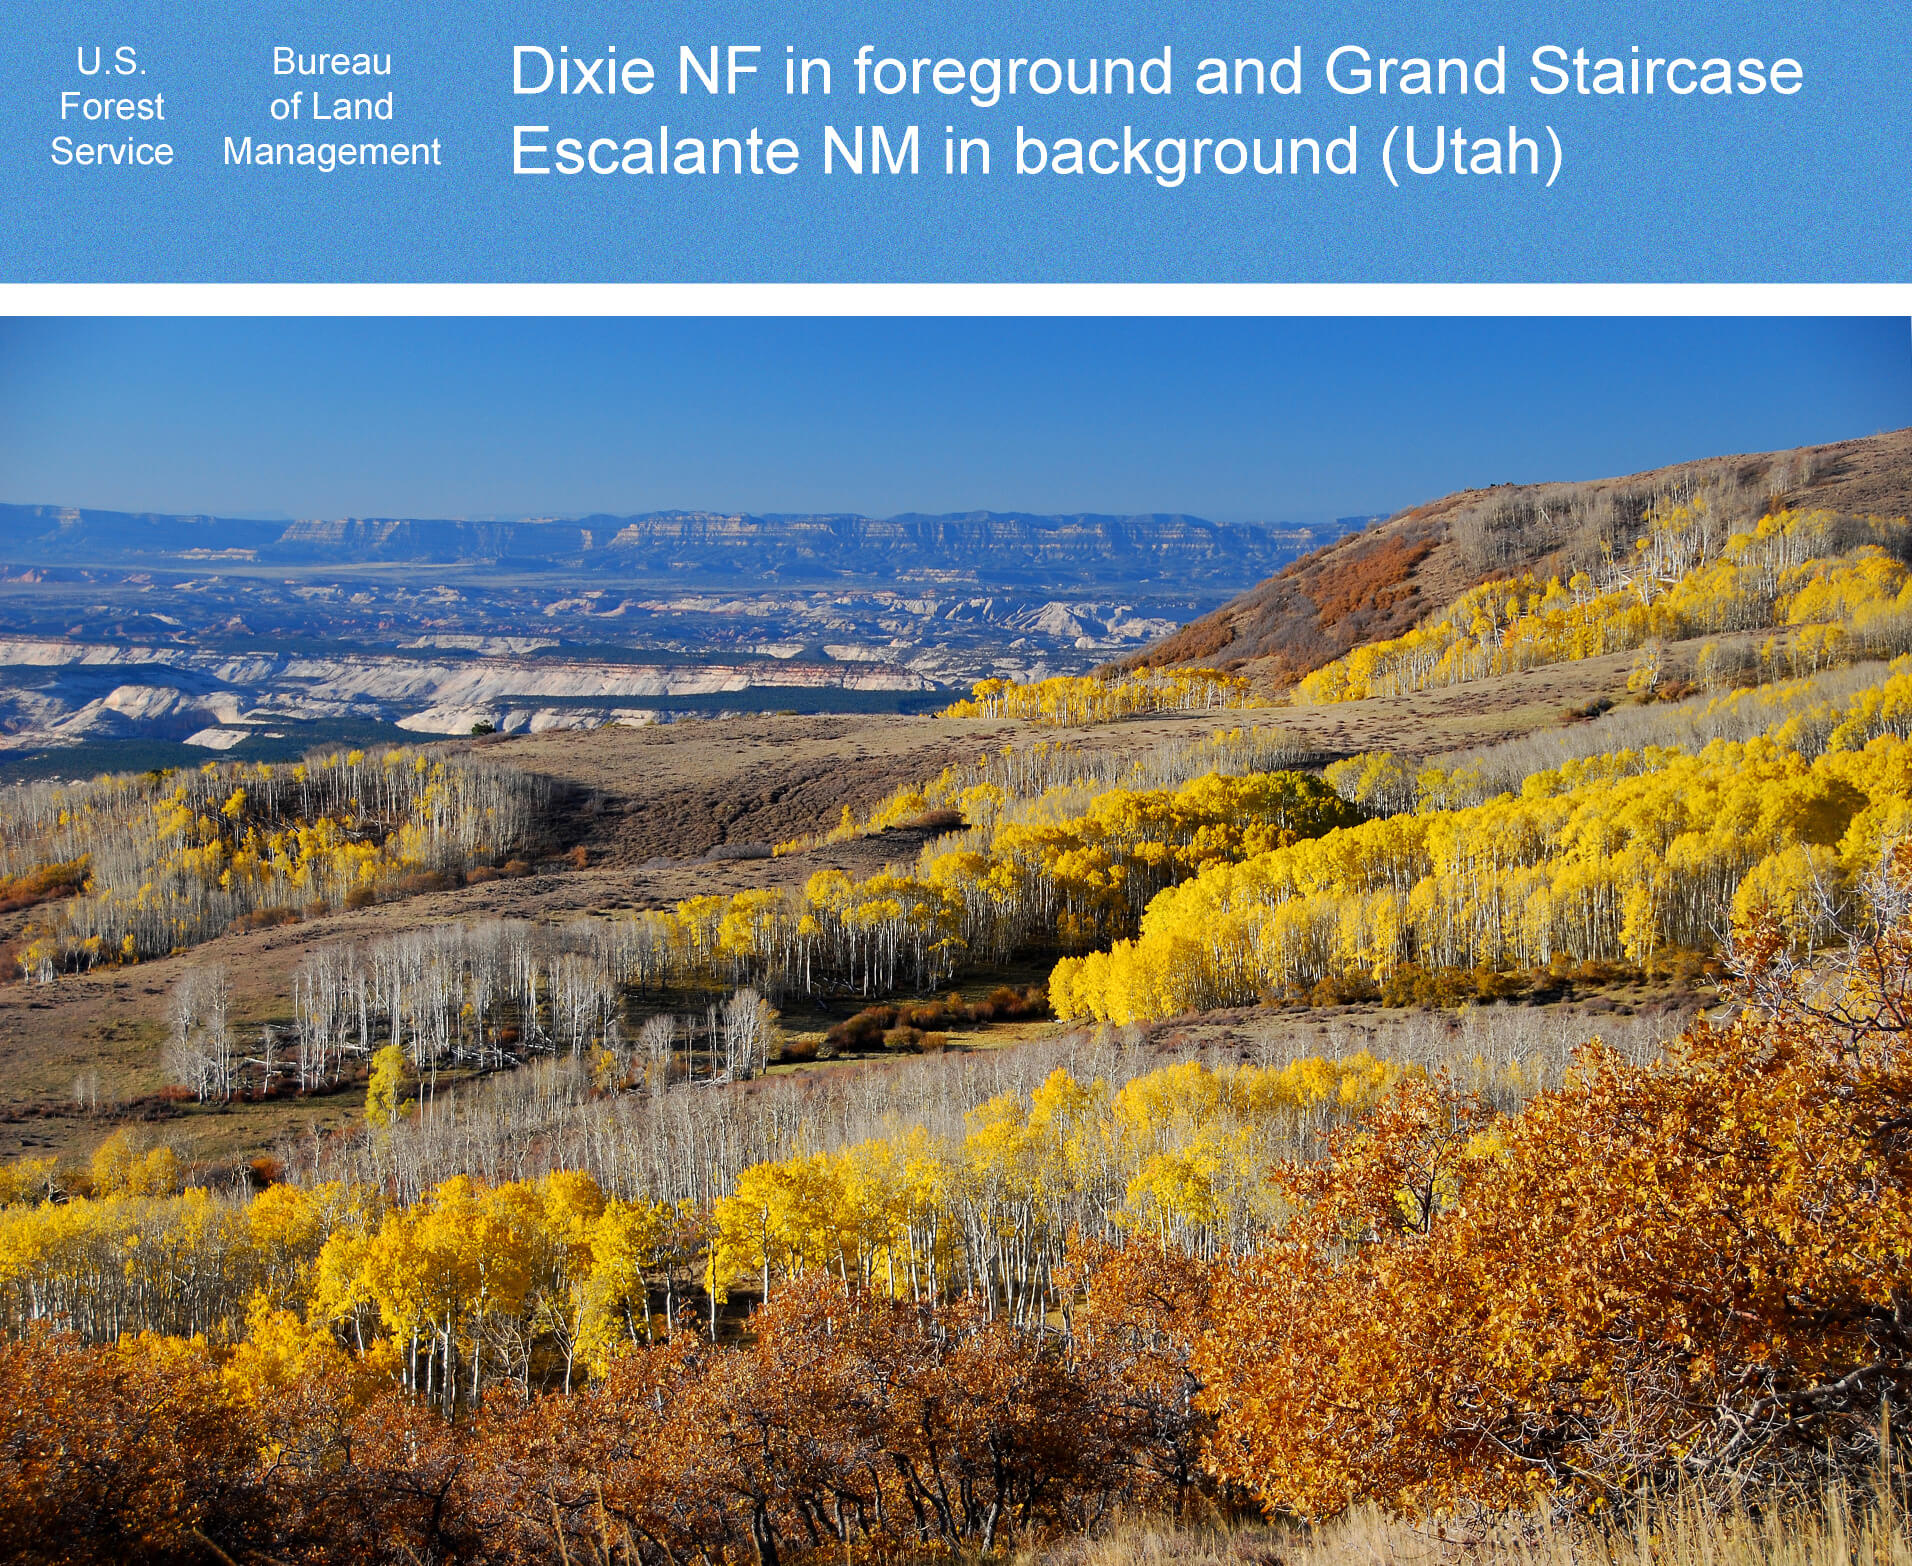 U.S.
Forest
Service
Bureau
of Land
Management
Dixie NF in foreground and Grand Staircase
Escalante NM in background (Utah)